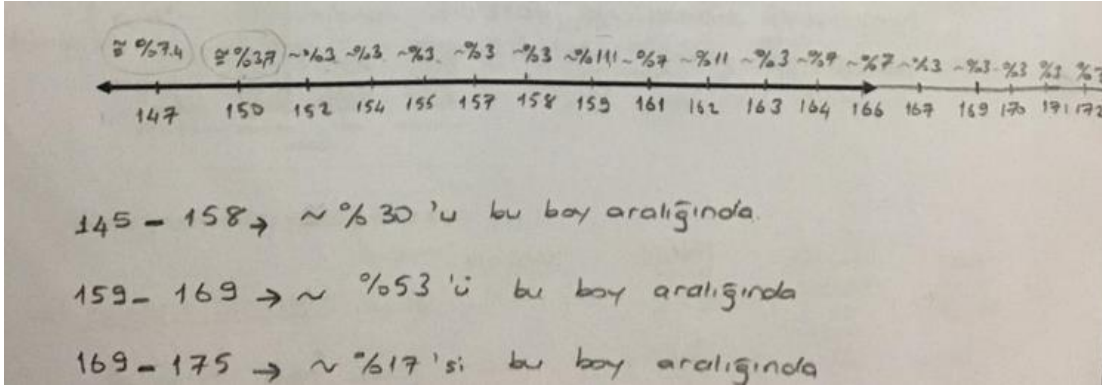 ≅ %7.4 ≅ %3,7 ~%3 ~%3 ~%3 ~%3 ~%3 ~%11,1 ~%7 ~%11 ~%3 ~%7 ~%7 ~%3 ~%3 %3 %3
147 150 152 154 155 157 158 159 161 162 163 164 166 167 169 170 171 172
145 - 158 → ~ %30 'u bu boy aralığında.
159 - 169 → ~ %53 'ü bu boy aralığında
169 - 175 → ~ %17 'si bu boy aralığında